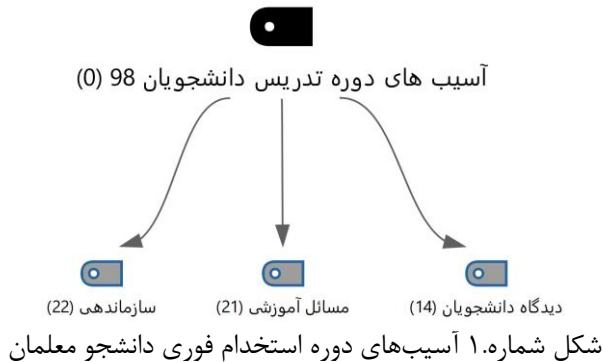 آسیب های دوره تدریس دانشجویان 98 (0)
دیدگاه دانشجویان (14)
مسائل آموزشی (21)
سازماندهی (22)
شکل شماره.۱ آسیب‌های دوره استخدام فوری دانشجو معلمان